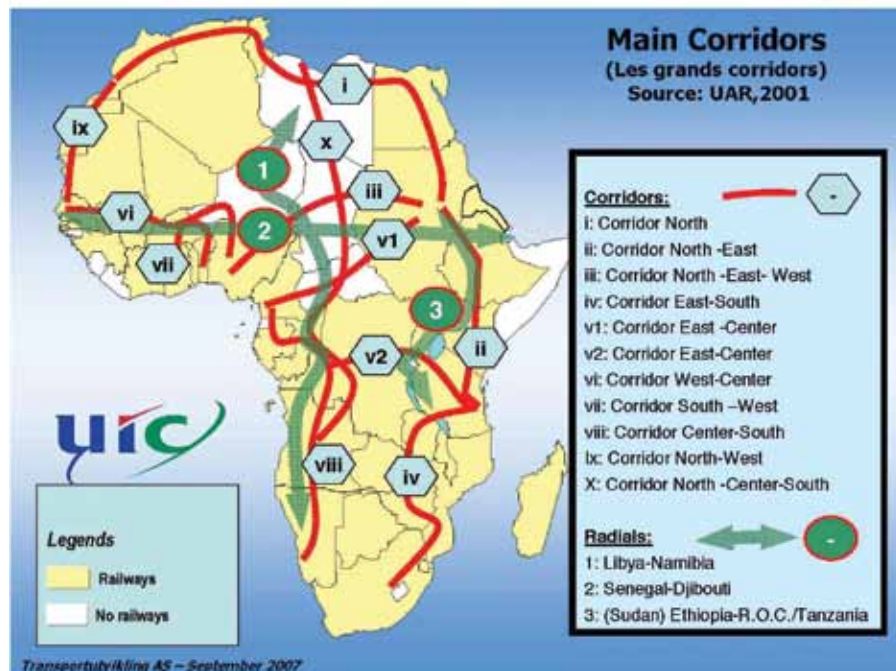 Main Corridors
(Les grands corridors)
Source: UAR,2001
i
ix
x
1
iii
vi
2
v1
vii
3
v2
ii
viii
iv
uic
Legends
Railways
No railways
Corridors:
-
i: Corridor North
ii: Corridor North -East
iii: Corridor North -East- West
iv: Corridor East-South
v1: Corridor East -Center
v2: Corridor East-Center
vi: Corridor West-Center
vii: Corridor South –West
viii: Corridor Center-South
Ix: Corridor North-West
X: Corridor North -Center-South
Radials:
-
1: Libya-Namibia
2: Senegal-Djibouti
3: (Sudan) Ethiopia-R.O.C./Tanzania
Transportutvikling AS – September 2007